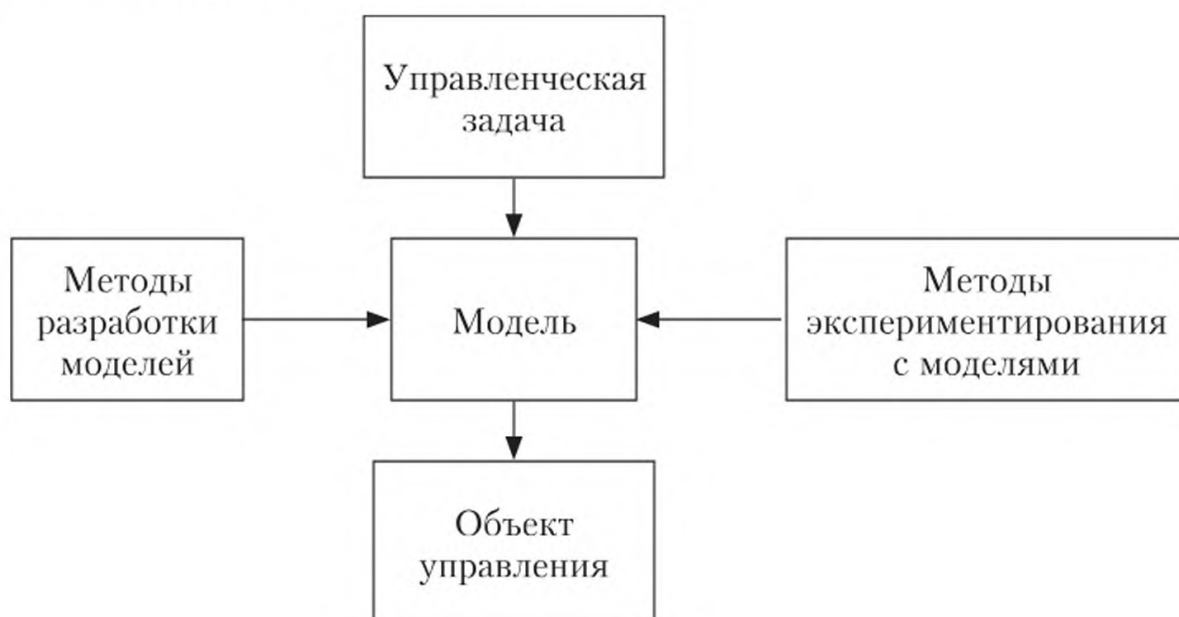 Управленческая
задача
Методы
разработки
моделей
Модель
Методы
экспериментирования
с моделями
Объект
управления